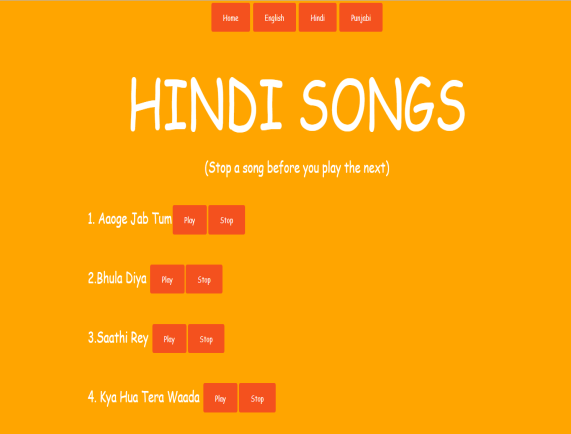 Home English Hindi Punjabi
HINDI SONGS
(Stop a song before you play the next)
1. Aaoge Jab Tum Play Stop
2.Bhula Diya Play Stop
3.Saathi Rey Play Stop
4. Kya Hua Tera Waada Play Stop